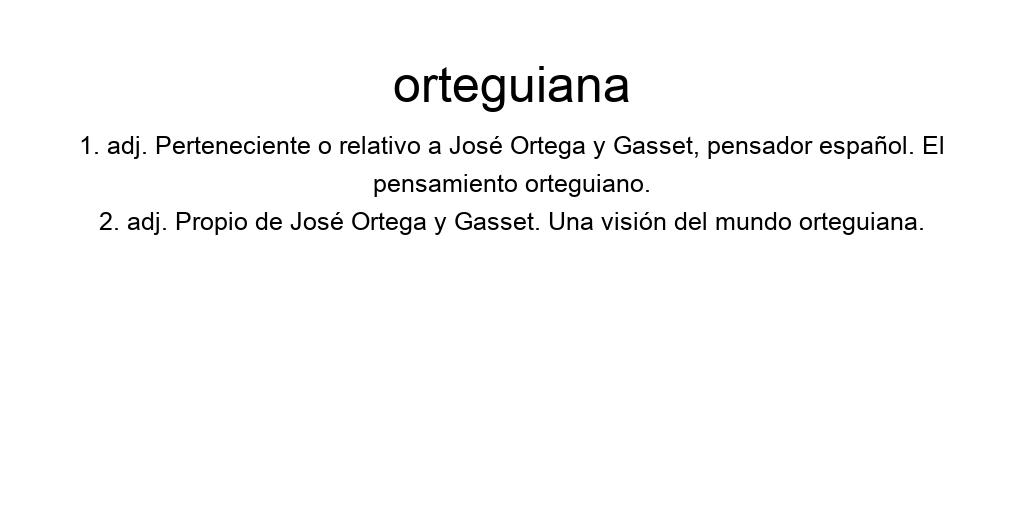 orteguiana
1. adj. Perteneciente o relativo a José Ortega y Gasset, pensador español. El
pensamiento orteguiano.
2. adj. Propio de José Ortega y Gasset. Una visión del mundo orteguiana.